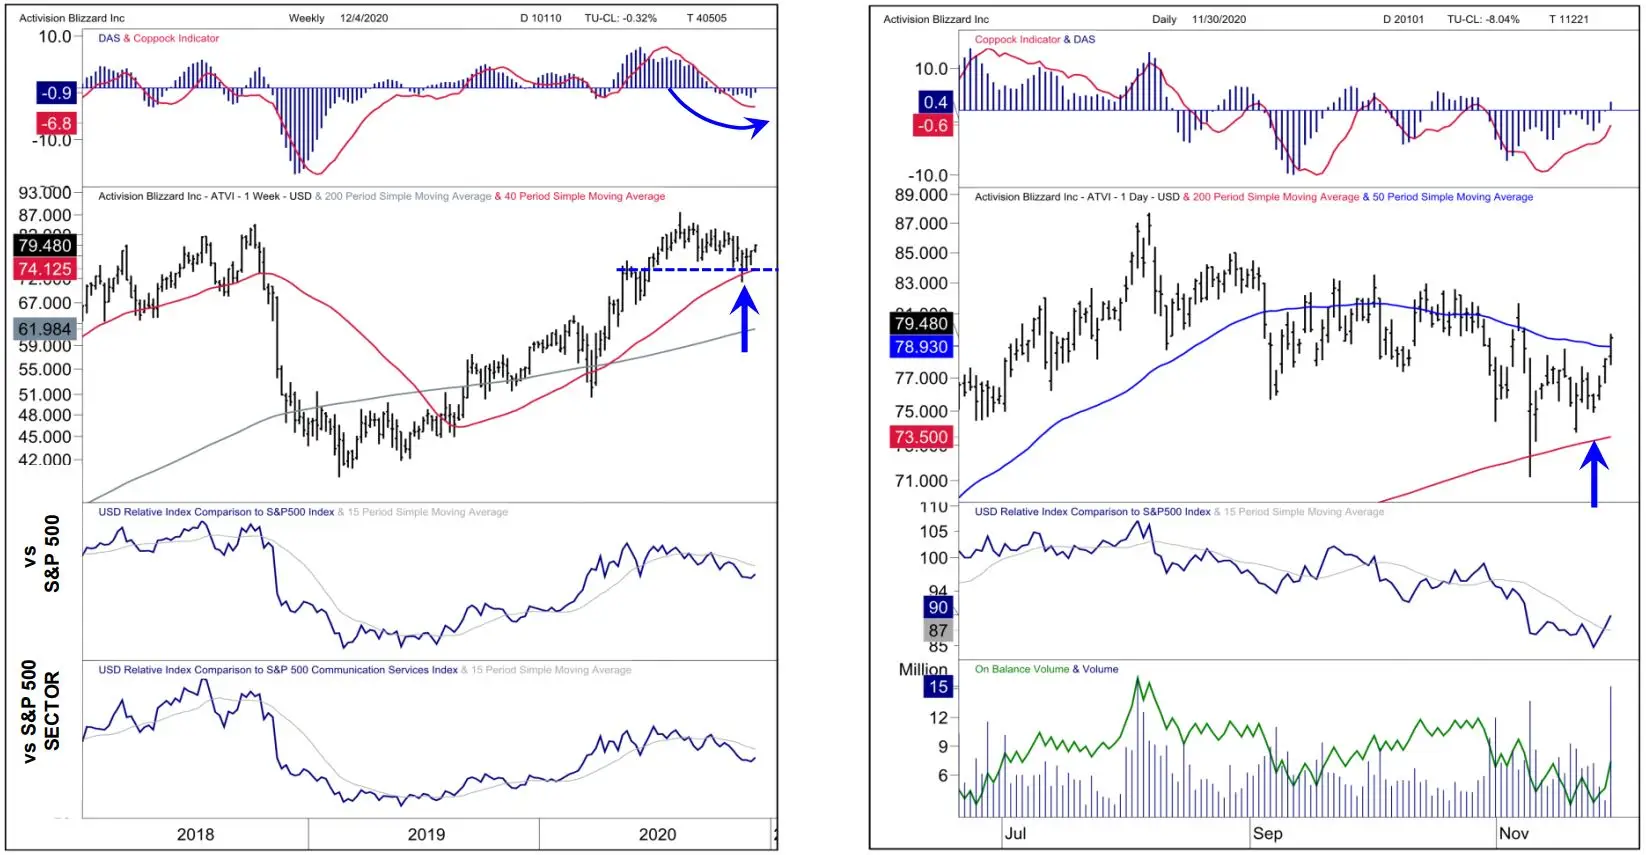 Activision Blizzard Inc Weekly 12/4/2020 D 10110 TU-CL: -0.32% T 40505
DAS & Coppock Indicator
10.0
-0.9
-6.8
-10.0
Activision Blizzard Inc - ATVI - 1 Week - USD & 200 Period Simple Moving Average & 40 Period Simple Moving Average
93.000
87.000
79.480
74.125
67.000
61.984
59.000
55.000
51.000
48.000
45.000
42.000
vs
S&P 500
USD Relative Index Comparison to S&P500 Index & 15 Period Simple Moving Average
vs S&P 500
SECTOR
USD Relative Index Comparison to S&P 500 Communication Services Index & 15 Period Simple Moving Average
2018 2019 2020
Activision Blizzard Inc Daily 11/30/2020 D 20101 TU-CL: -8.04% T 11221
Coppock Indicator & DAS
10.0
0.4
-0.6
-10.0
Activision Blizzard Inc - ATVI - 1 Day - USD & 200 Period Simple Moving Average & 50 Period Simple Moving Average
89.000
87.000
85.000
83.000
79.480
78.930
77.000
75.000
73.500
71.000
USD Relative Index Comparison to S&P500 Index & 15 Period Simple Moving Average
110
105
100
94
90
87
85
On Balance Volume & Volume
Million
15
12
9
6
Jul Sep Nov